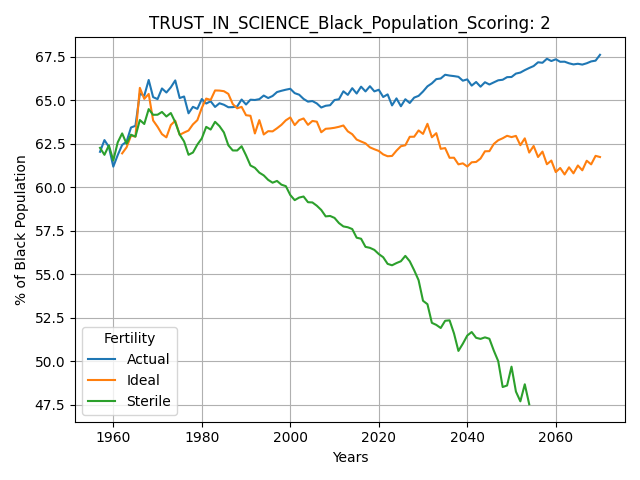 TRUST_IN_SCIENCE_Black_Population_Scoring: 2
% of Black Population
67.5
65.0
62.5
60.0
57.5
55.0
52.5
50.0
47.5
Fertility
Actual
Ideal
Sterile
1960 1980 2000 2020 2040 2060
Years